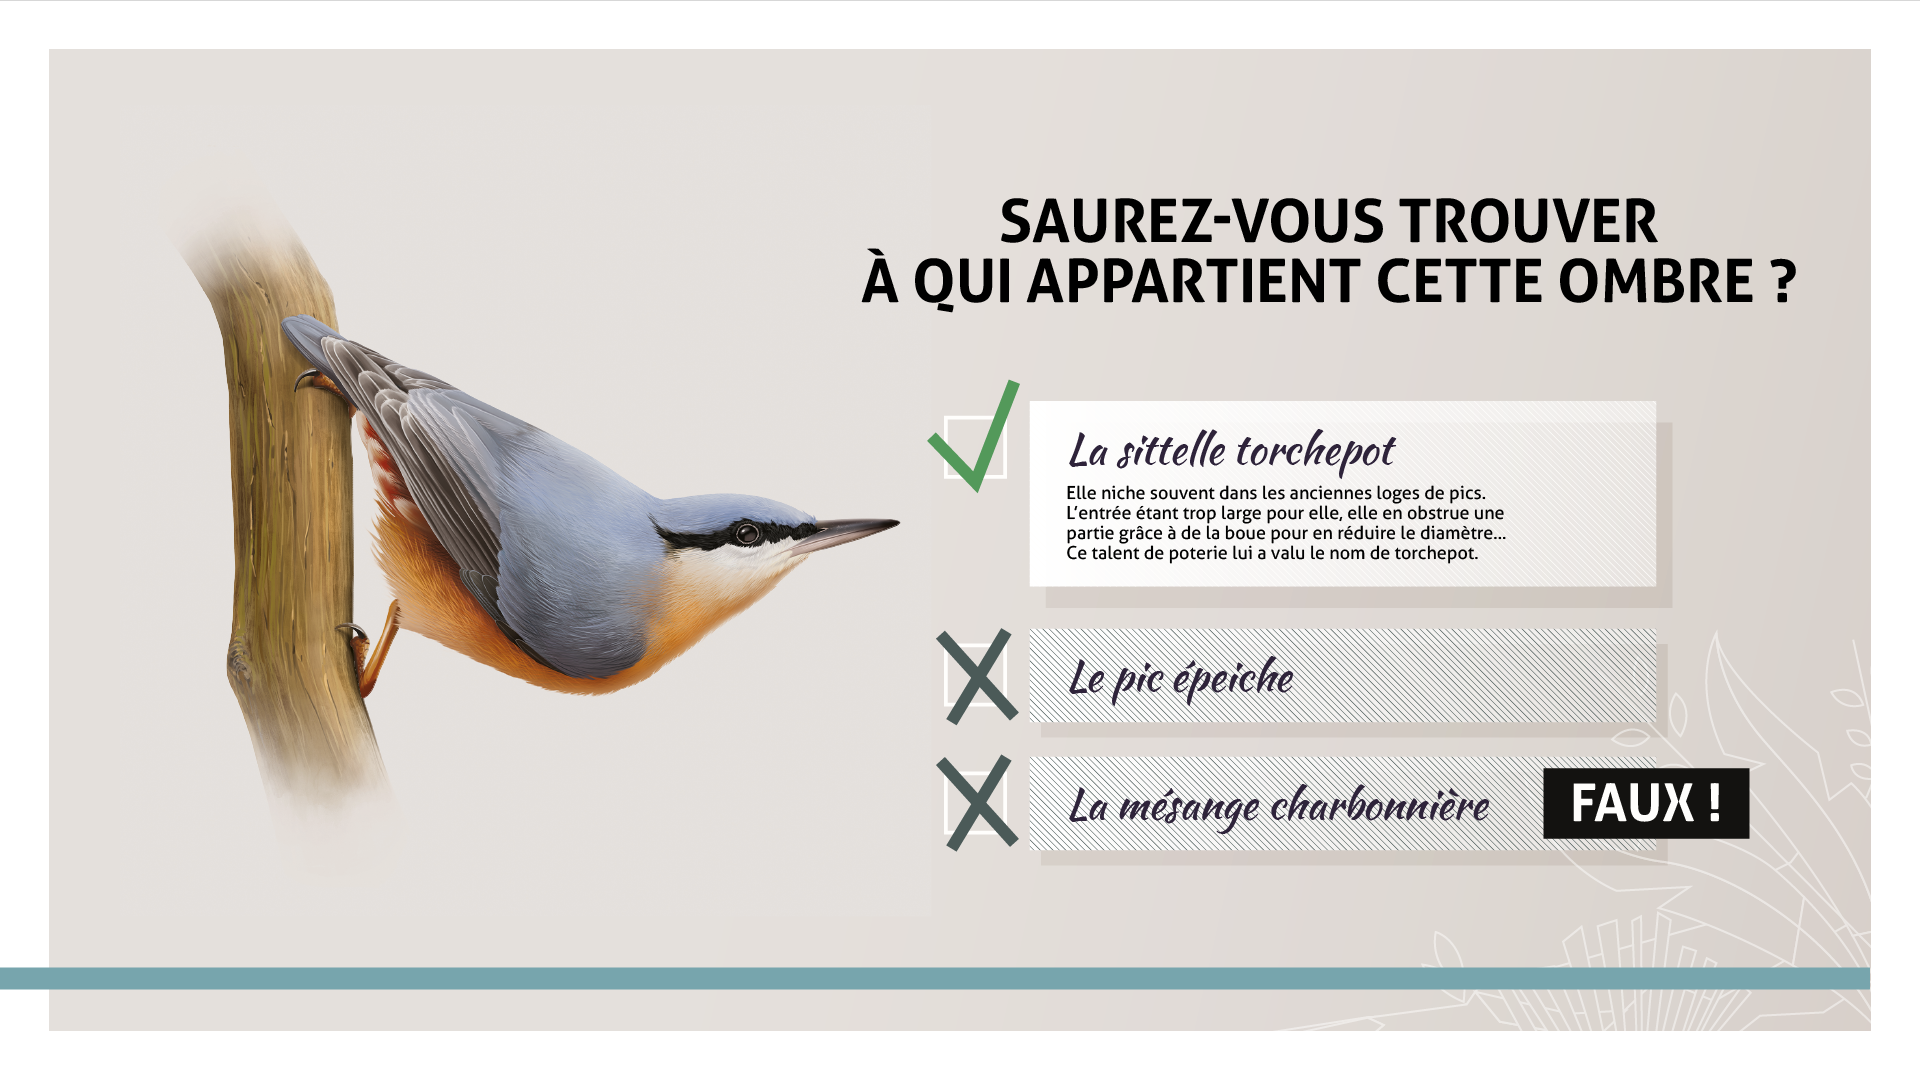 SAUREZ-VOUS TROUVER
À QUI APPARTIENT CETTE OMBRE ?
La sittelle torchepot
Elle niche souvent dans les anciennes loges de pics.
L'entrée étant trop large pour elle, elle en obstrue une
partie grâce à de la boue pour en réduire le diamètre...
Ce talent de poterie lui a valu le nom de torchepot.
Le pic épeiche
La mésange charbonnière
FAUX !